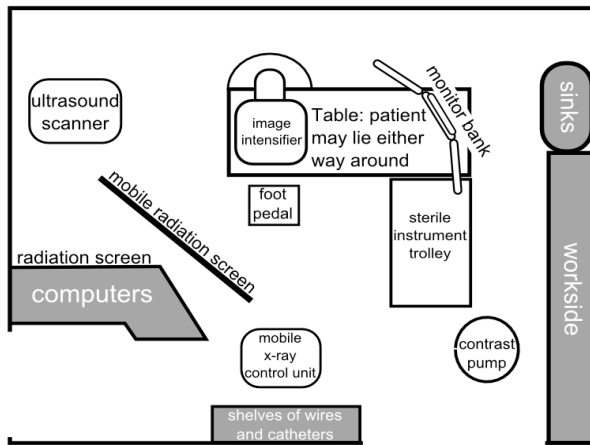 ultrasound
scanner
image
intensifier
Table: patient
may lie either
way around
monitor bank
sinks
mobile radiation screen
foot
pedal
sterile
instrument
trolley
radiation screen
computers
workside
mobile
x-ray
control unit
contrast
pump
shelves of wires
and catheters